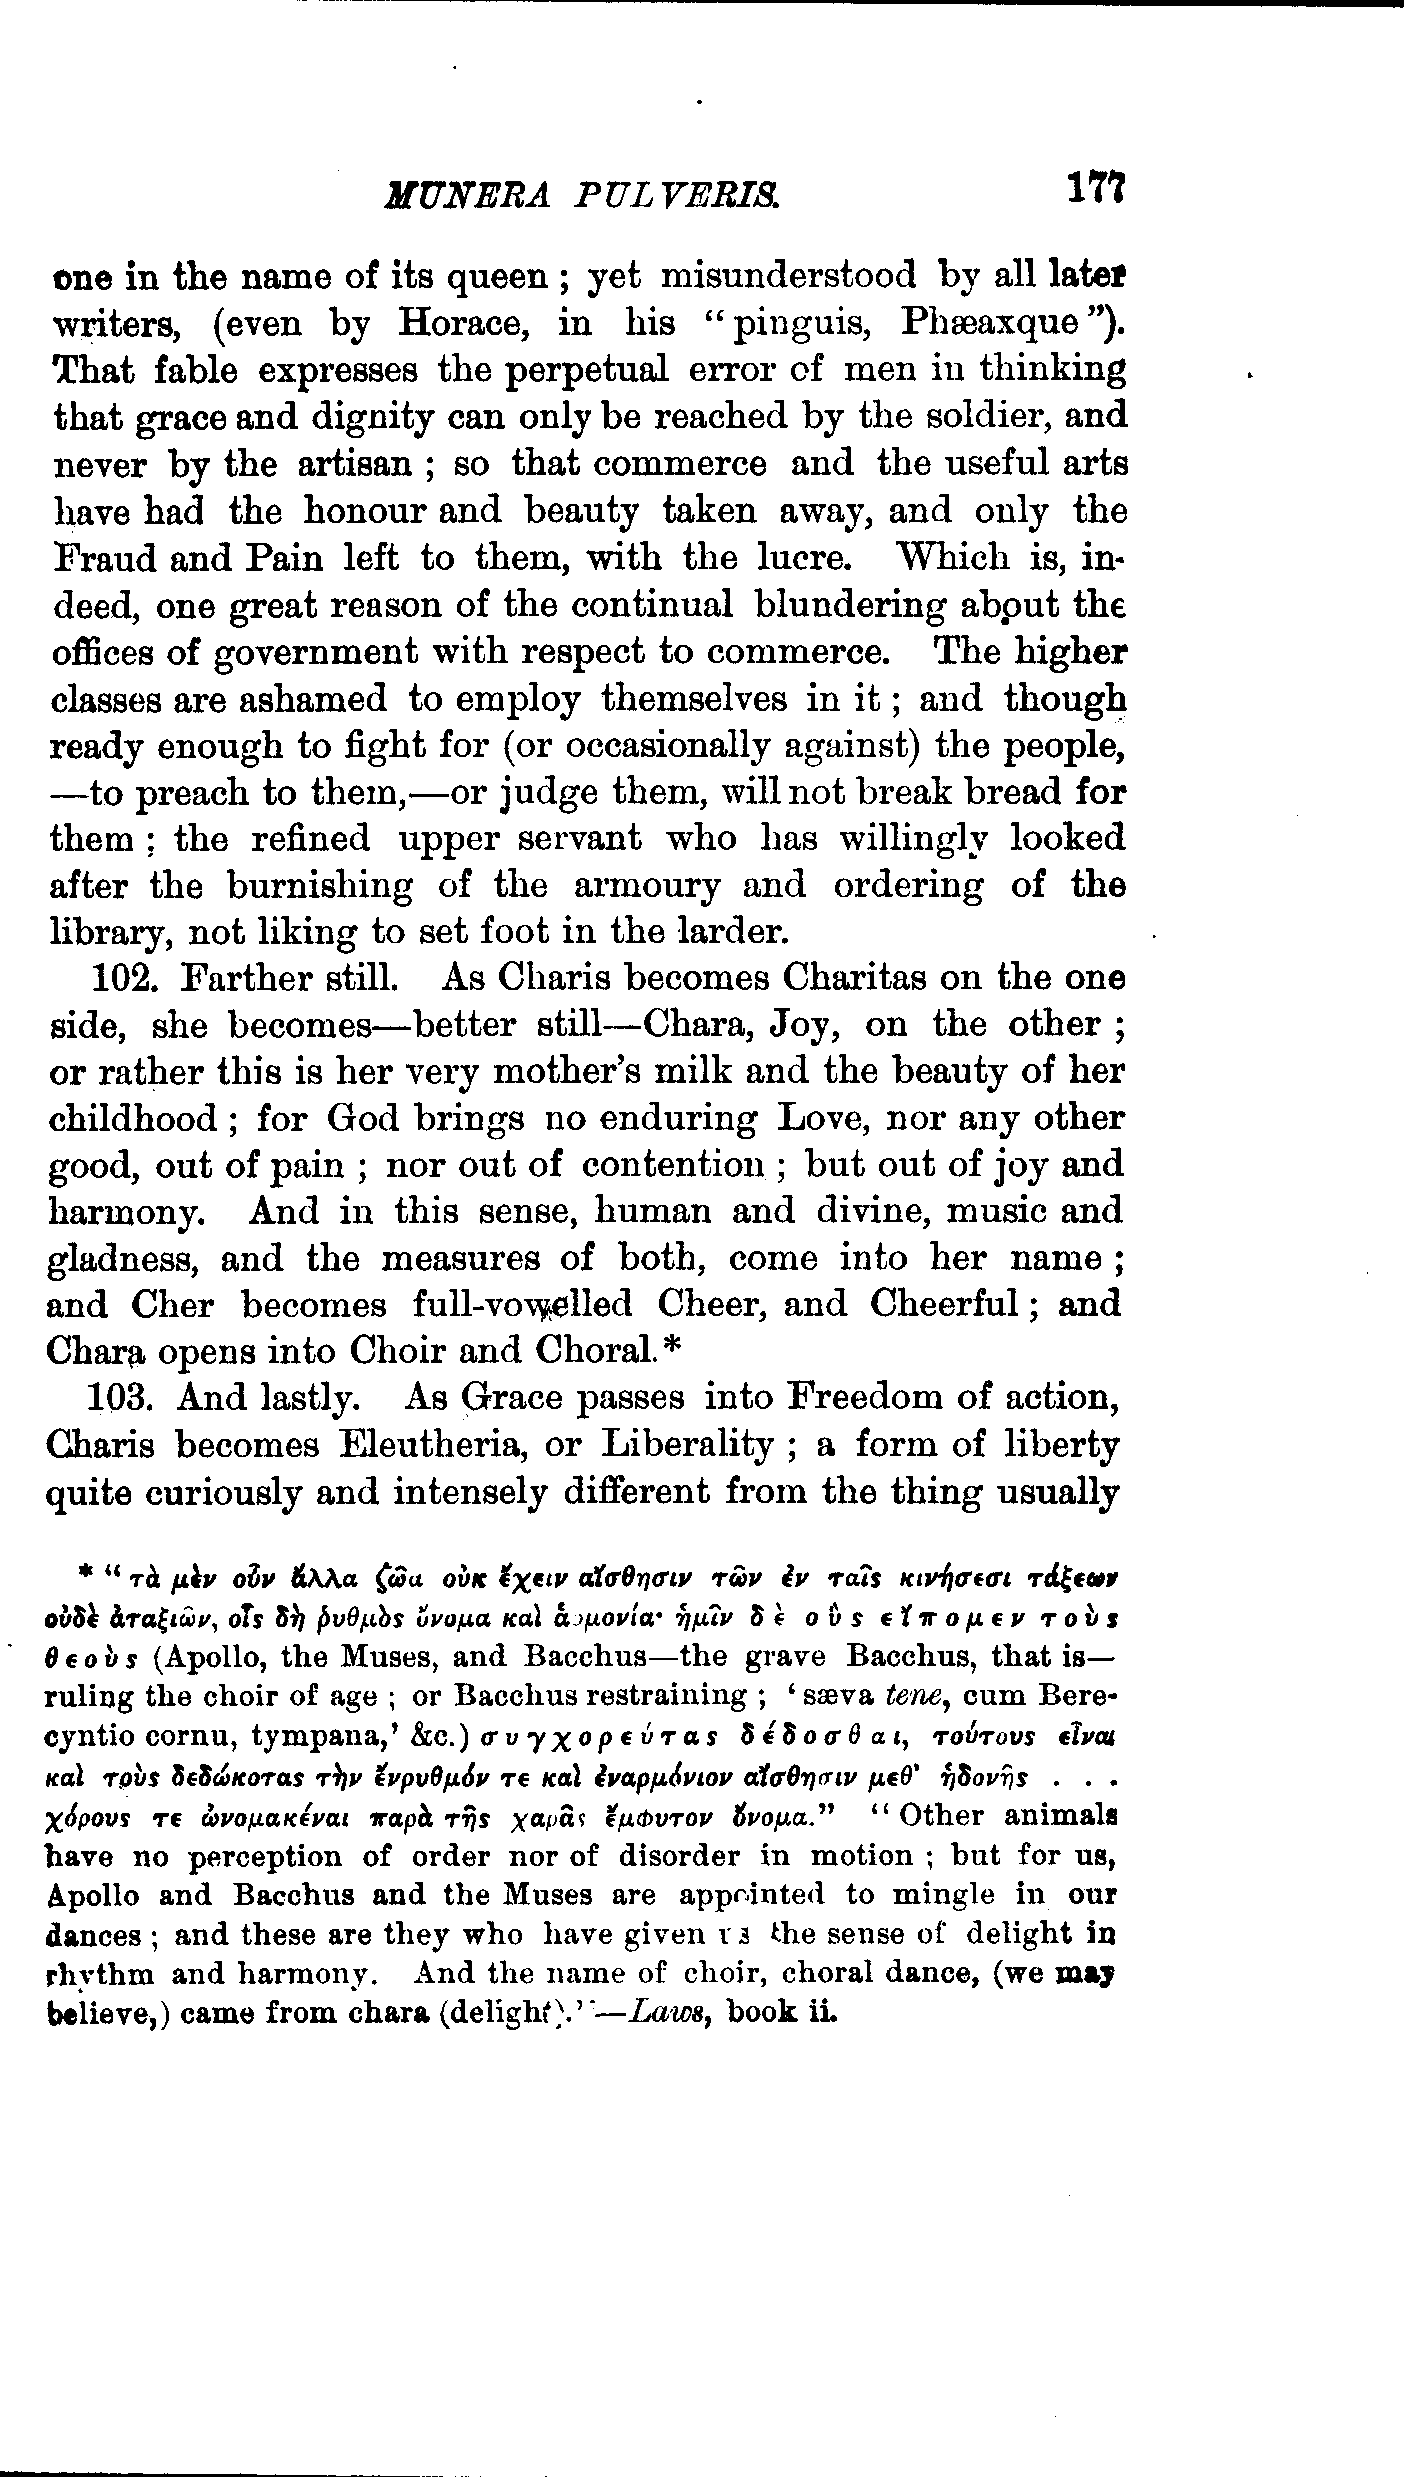 MUNERA PULVERIS. 177
one in the name of its queen ; yet misunderstood by all later
writers, (even by Horace, in his “pinguis, Phæaxque”).
That fable expresses the perpetual error of men in thinking
that grace and dignity can only be reached by the soldier, and
never by the artisan ; so that commerce and the useful arts
have had the honour and beauty taken away, and only the
Fraud and Pain left to them, with the lucre. Which is, in-
deed, one great reason of the continual blundering about the
offices of government with respect to commerce. The higher
classes are ashamed to employ themselves in it ; and though
ready enough to fight for (or occasionally against) the people,
—to preach to them,—or judge them, will not break bread for
them ; the refined upper servant who has willingly looked
after the burnishing of the armoury and ordering of the
library, not liking to set foot in the larder.
102. Farther still. As Charis becomes Charitas on the one
side, she becomes—better still—Chara, Joy, on the other ;
or rather this is her very mother’s milk and the beauty of her
childhood ; for God brings no enduring Love, nor any other
good, out of pain ; nor out of contention ; but out of joy and
harmony. And in this sense, human and divine, music and
gladness, and the measures of both, come into her name ;
and Cher becomes full-vowelled Cheer, and Cheerful ; and
Chara opens into Choir and Choral.*
103. And lastly. As Grace passes into Freedom of action,
Charis becomes Eleutheria, or Liberality ; a form of liberty
quite curiously and intensely different from the thing usually
* “ τὰ μὲν οὖν ἄλλα ζῶα οὐκ ἔχειν αἴσθησιν τῶν ἐν ταῖς κινήσεσι τάξεων
οὐδὲ ἀταξιῶν, οἷς δὴ ῥυθμὸς ὄνομα καὶ ἁρμονία· ἡμῖν δὲ οὓς εἴπομεν τοὺς
θεοὺς (Apollo, the Muses, and Bacchus—the grave Bacchus, that is—
ruling the choir of age ; or Bacchus restraining ; ‘ sæva tene, cum Bere-
cyntio cornu, tympana,’ &c.) συγχορεύτας δέδοσθαι, τούτους εἶναι
καὶ τοὺς δεδώκοτας τὴν ἔνρυθμόν τε καὶ ἐναρμόνιον αἴσθησιν μεθ’ ἡδονῆς . . .
χόρους τε ὠνομακέναι παρὰ τῆς χαρᾶς ἔμφυτον ὄνομα.” “ Other animals
have no perception of order nor of disorder in motion ; but for us,
Apollo and Bacchus and the Muses are appointed to mingle in our
dances ; and these are they who have given us the sense of delight in
rhythm and harmony. And the name of choir, choral dance, (we may
believe,) came from chara (delight).”—Laws, book ii.